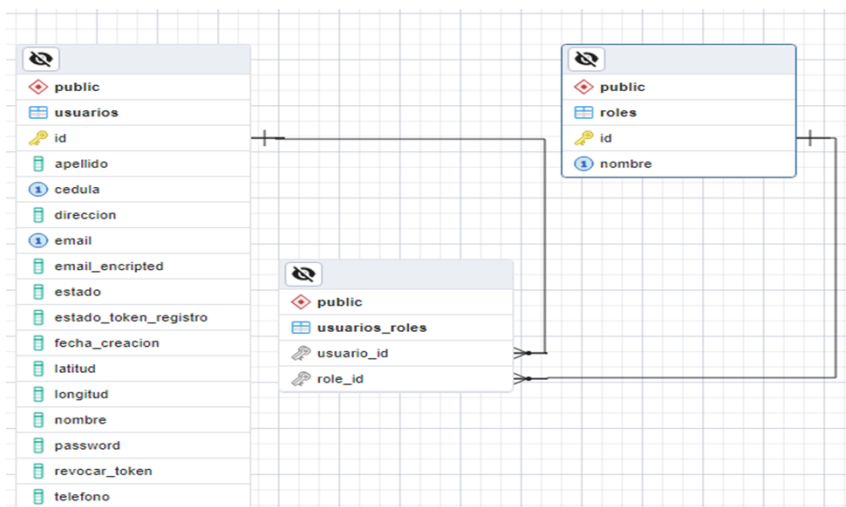 public
usuarios
id
apellido
cedula
direccion
email
email_encripted
estado
estado_token_registro
fecha_creacion
latitud
longitud
nombre
password
revocar_token
telefono
public
usuarios_roles
usuario_id
role_id
public
roles
id
nombre